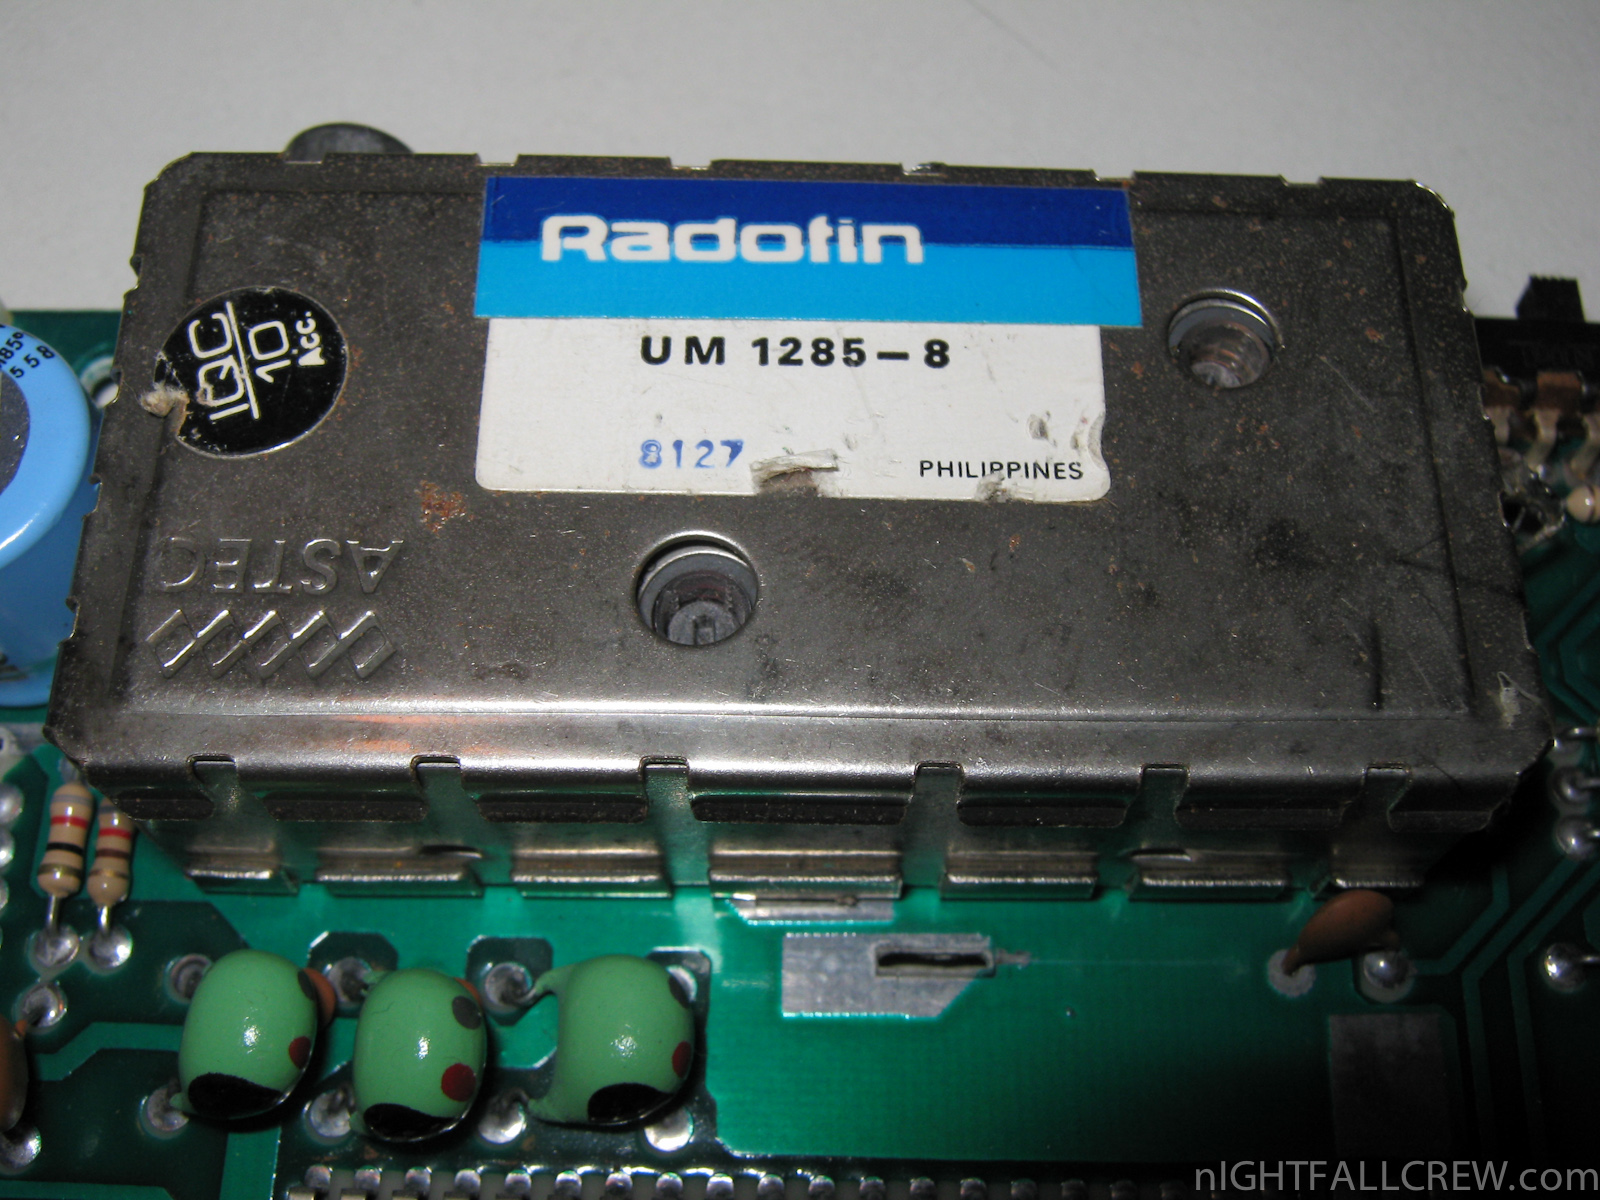 Radofin
UM 1285-8
8127
PHILIPPINES
IQC
10
Acc.
ASTEC
nIGHTFALLCREW.com